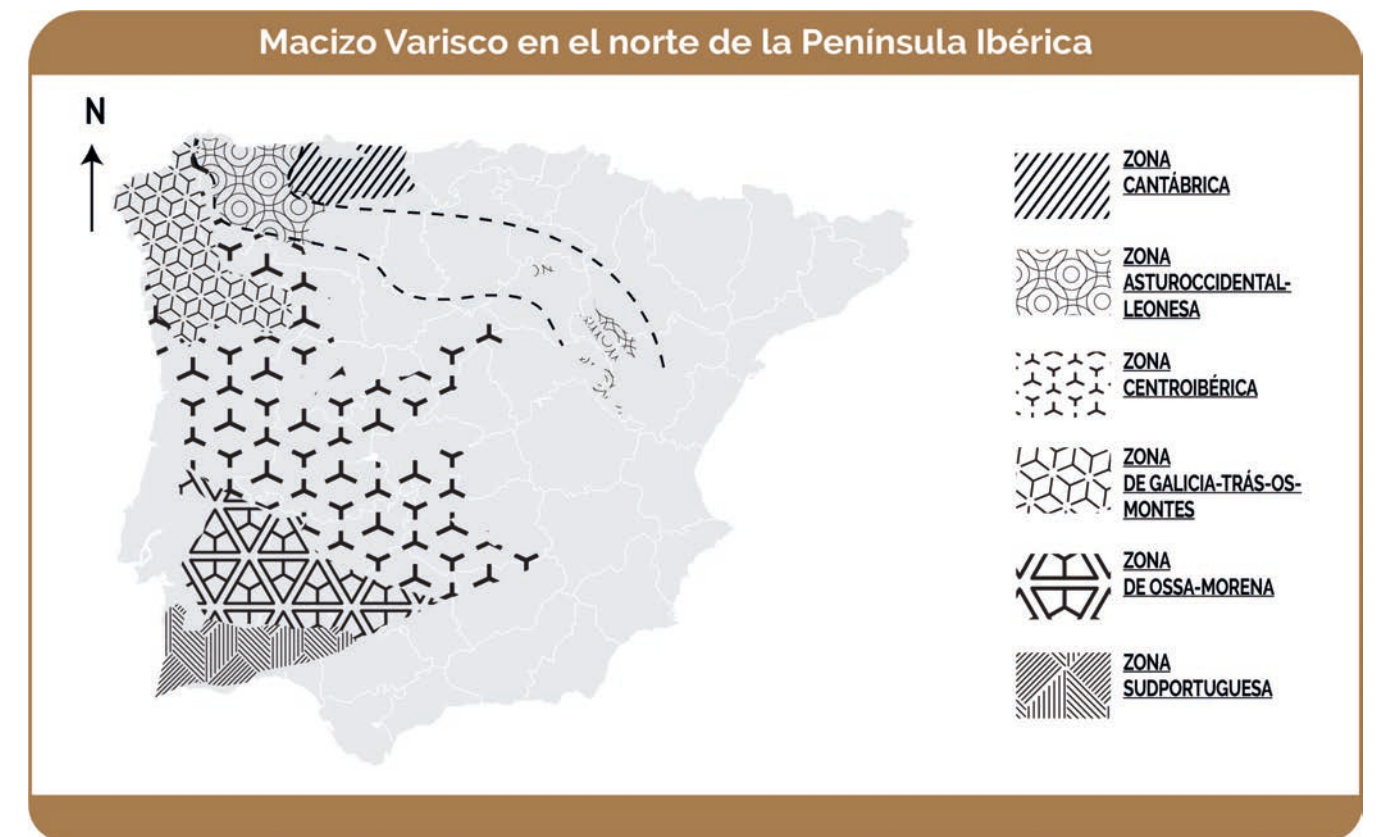 Macizo Varisco en el norte de la Península Ibérica
N
ZONA
CANTÁBRICA
ZONA
ASTUROCCIDENTAL-
LEONESA
ZONA
CENTROIBÉRICA
ZONA
DE GALICIA-TRÁS-OS-
MONTES
ZONA
DE OSSA-MORENA
ZONA
SUDPORTUGUESA